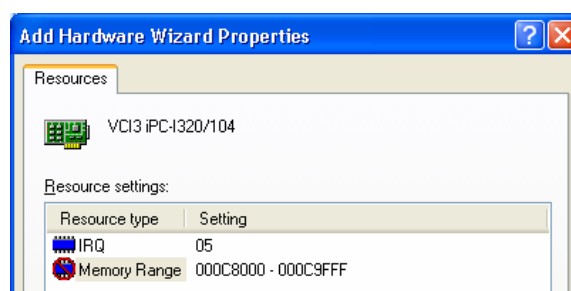 Add Hardware Wizard Properties
Resources
VCI3 iPC-I320/104
Resource settings:
Resource type Setting
IRQ 05
Memory Range 000C8000 - 000C9FFF